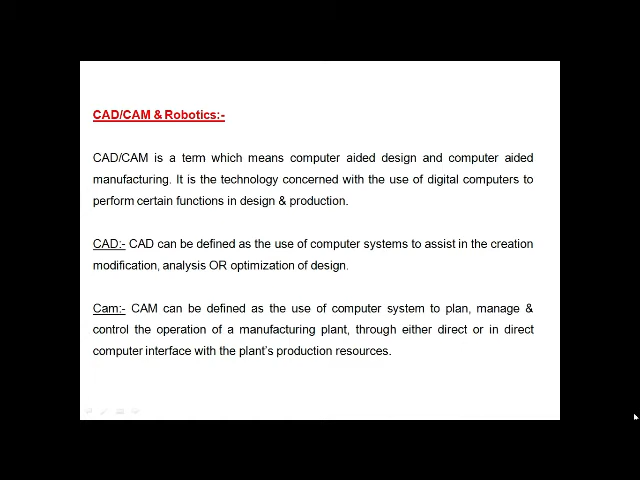 CAD/CAM & Robotics:-
CAD/CAM is a term which means computer aided design and computer aided
manufacturing. It is the technology concerned with the use of digital computers to
perform certain functions in design & production.
CAD:- CAD can be defined as the use of computer systems to assist in the creation
modification, analysis OR optimization of design.
Cam:- CAM can be defined as the use of computer system to plan, manage &
control the operation of a manufacturing plant, through either direct or in direct
computer interface with the plant's production resources.